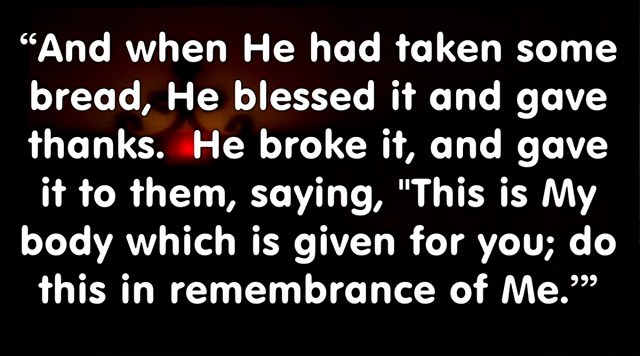 “And when He had taken some
bread, He blessed it and gave
thanks.  He broke it, and gave
it to them, saying, "This is My
body which is given for you; do
this in remembrance of Me.’”